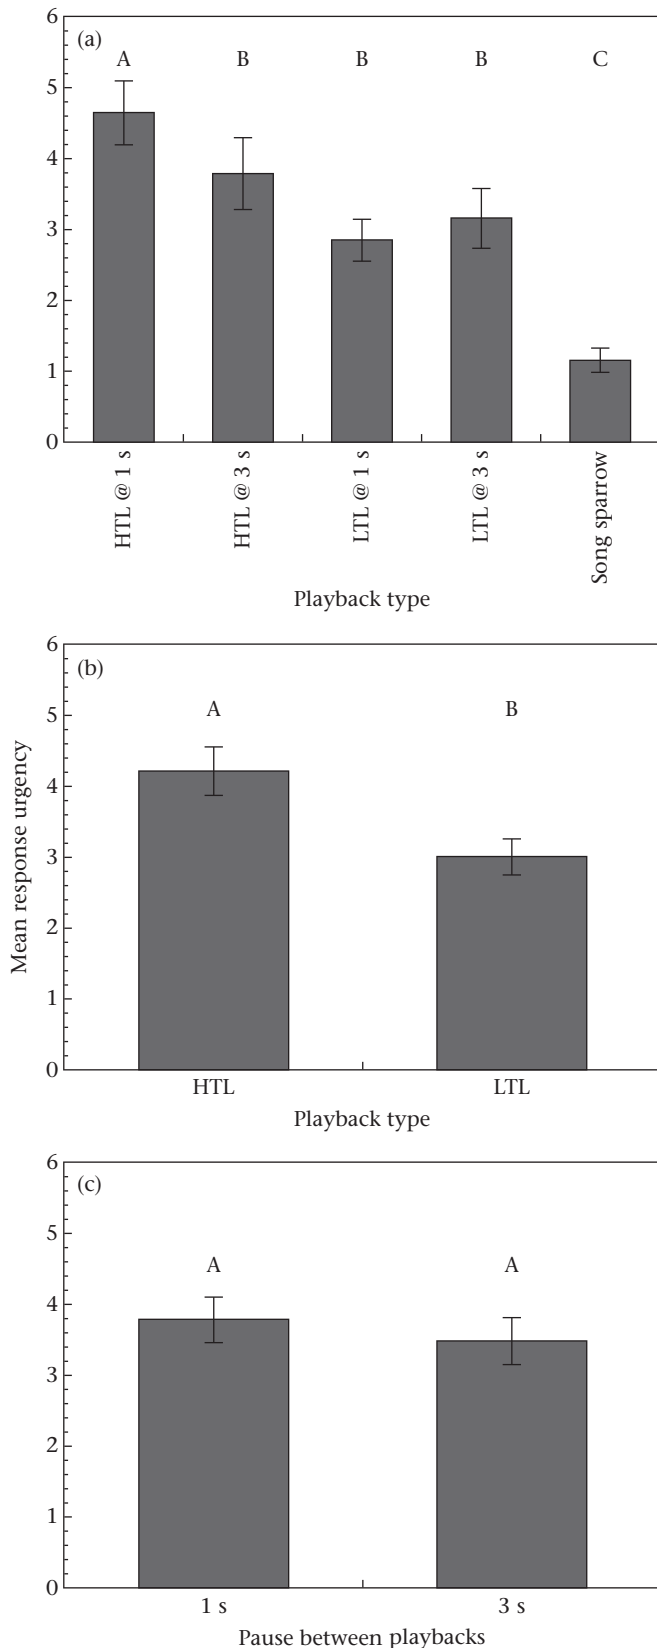 (a)
A B B B C
6
5
4
3
2
1
0
HTL @ 1 s
HTL @ 3 s
LTL @ 1 s
LTL @ 3 s
Song sparrow
Playback type
Mean response urgency
(b)
A B
6
5
4
3
2
1
0
HTL LTL
Playback type
(c)
A A
6
5
4
3
2
1
0
1 s 3 s
Pause between playbacks